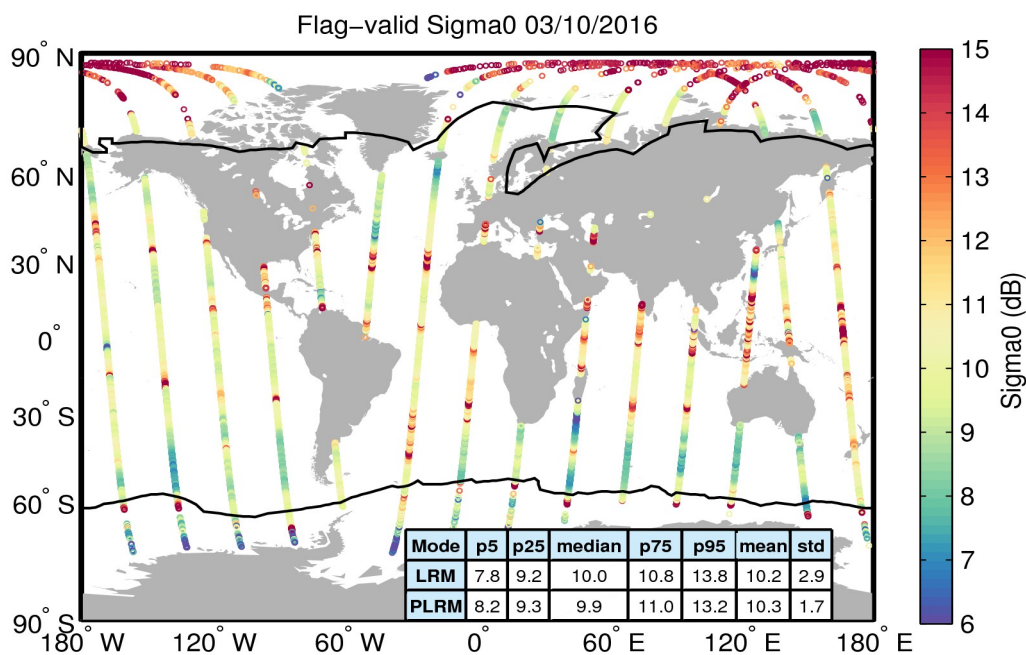 Flag−valid Sigma0 03/10/2016
90° N
60° N
30° N
0°
30° S
60° S
90° S
180° W
120° W
60° W
0°
60° E
120° E
180° E
Mode p5 p25 median p75 p95 mean std
LRM 7.8 9.2 10.0 10.8 13.8 10.2 2.9
PLRM 8.2 9.3 9.9 11.0 13.2 10.3 1.7
15
14
13
12
11
10
9
8
7
6
Sigma0 (dB)